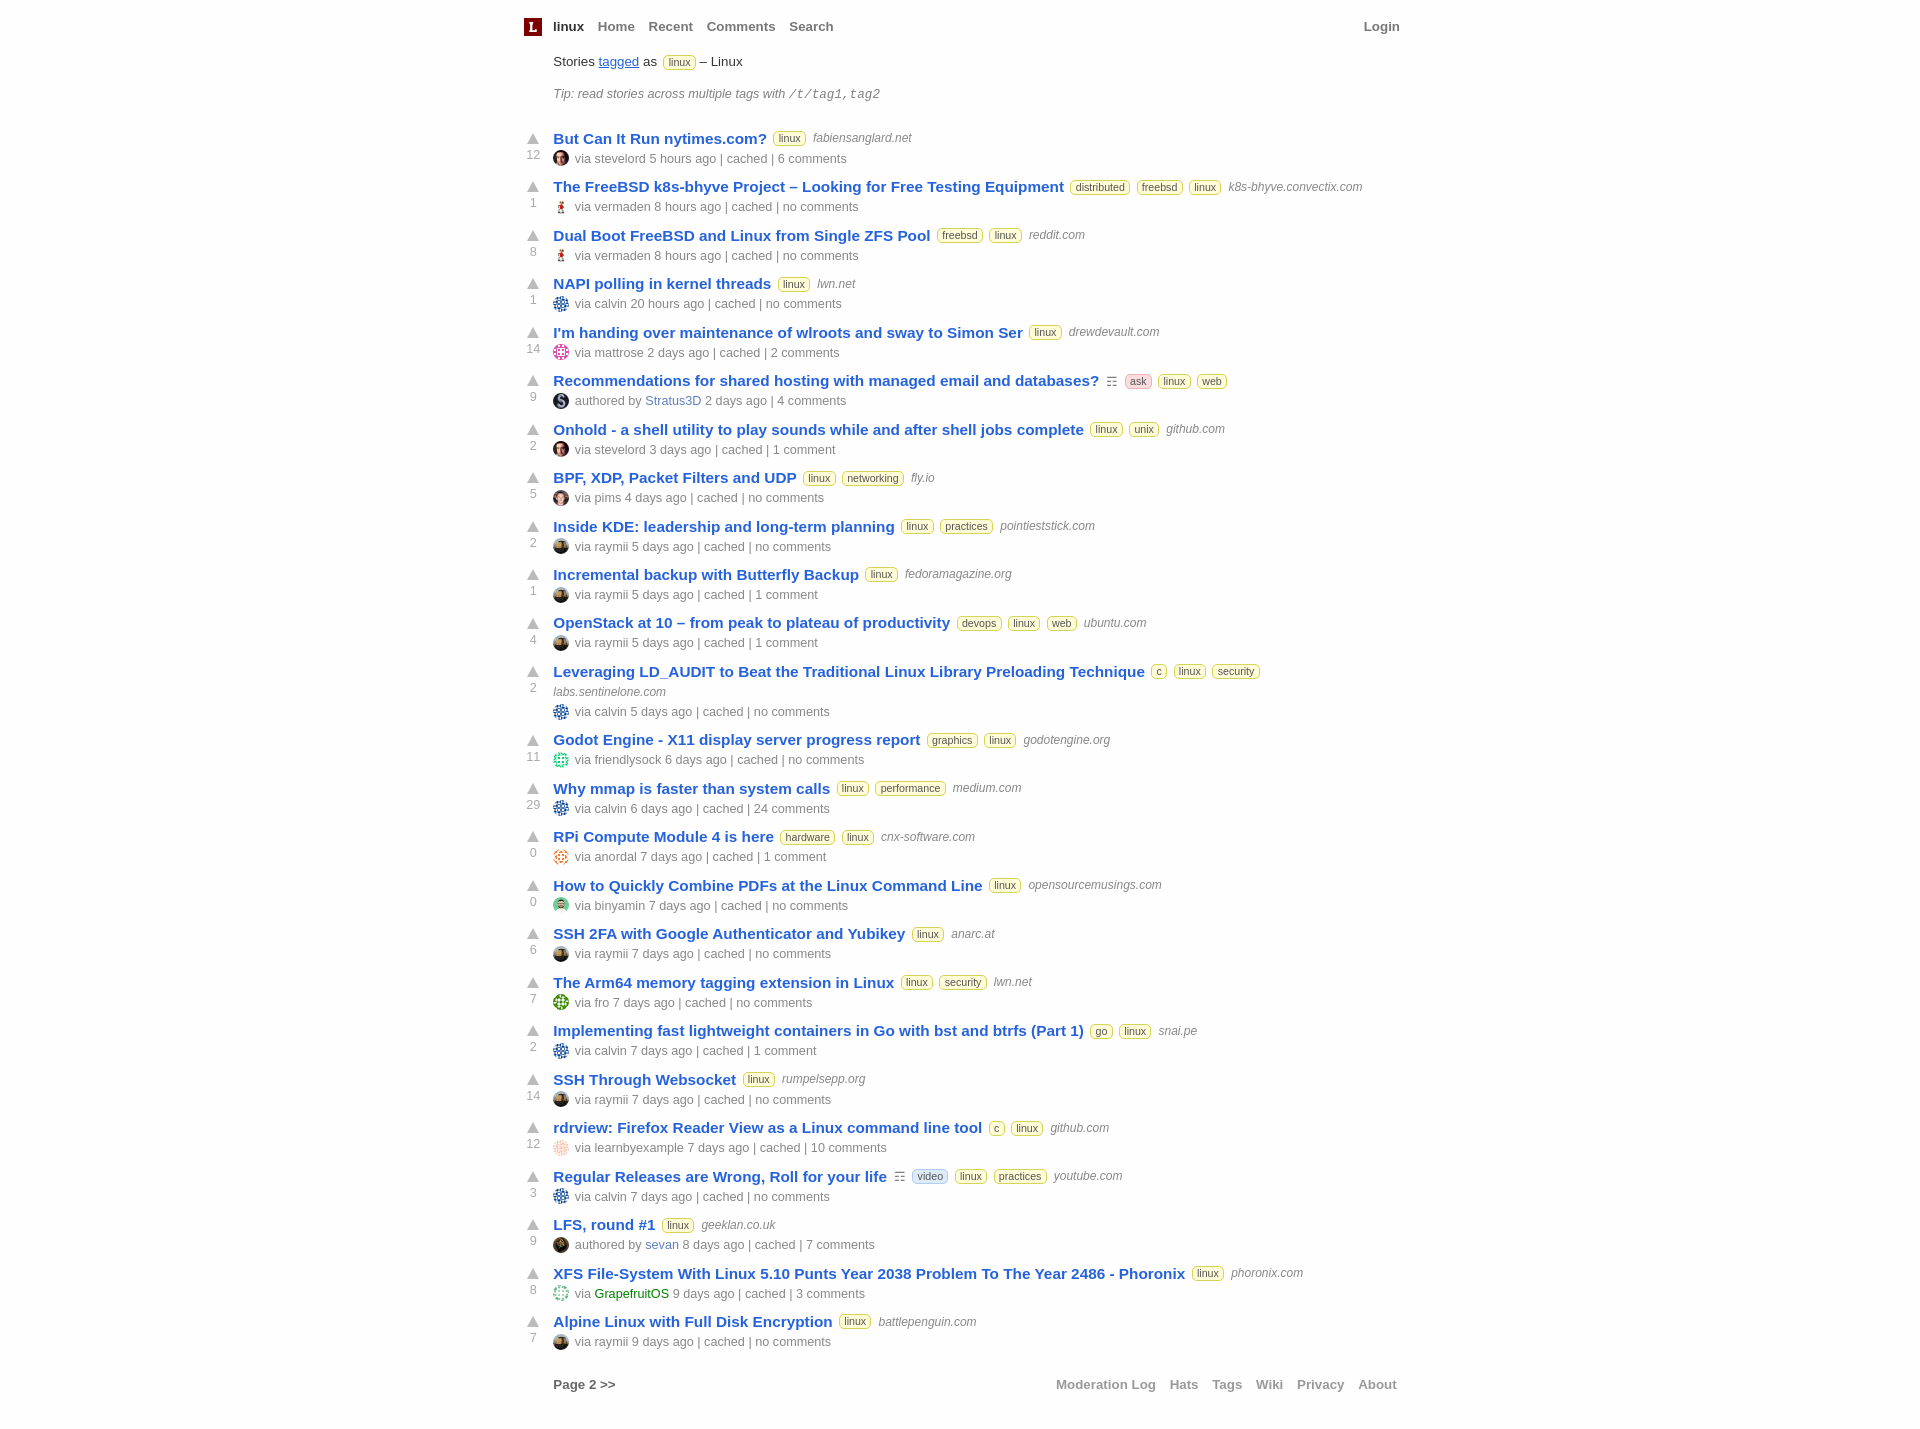 L linux Home Recent Comments Search Login
Stories tagged as linux – Linux
Tip: read stories across multiple tags with /t/tag1,tag2
But Can It Run nytimes.com? linux fabiensanglard.net
12 via stevelord 5 hours ago | cached | 6 comments
The FreeBSD k8s-bhyve Project – Looking for Free Testing Equipment distributed freebsd linux k8s-bhyve.convectix.com
1 via vermaden 8 hours ago | cached | no comments
Dual Boot FreeBSD and Linux from Single ZFS Pool freebsd linux reddit.com
8 via vermaden 8 hours ago | cached | no comments
NAPI polling in kernel threads linux lwn.net
1 via calvin 20 hours ago | cached | no comments
I'm handing over maintenance of wlroots and sway to Simon Ser linux drewdevault.com
14 via mattrose 2 days ago | cached | 2 comments
Recommendations for shared hosting with managed email and databases? ☶ ask linux web
9 authored by Stratus3D 2 days ago | 4 comments
Onhold - a shell utility to play sounds while and after shell jobs complete linux unix github.com
2 via stevelord 3 days ago | cached | 1 comment
BPF, XDP, Packet Filters and UDP linux networking fly.io
5 via pims 4 days ago | cached | no comments
Inside KDE: leadership and long-term planning linux practices pointieststick.com
2 via raymii 5 days ago | cached | no comments
Incremental backup with Butterfly Backup linux fedoramagazine.org
1 via raymii 5 days ago | cached | 1 comment
OpenStack at 10 – from peak to plateau of productivity devops linux web ubuntu.com
4 via raymii 5 days ago | cached | 1 comment
Leveraging LD_AUDIT to Beat the Traditional Linux Library Preloading Technique c linux security
2 labs.sentinelone.com
via calvin 5 days ago | cached | no comments
Godot Engine - X11 display server progress report graphics linux godotengine.org
11 via friendlysock 6 days ago | cached | no comments
Why mmap is faster than system calls linux performance medium.com
29 via calvin 6 days ago | cached | 24 comments
RPi Compute Module 4 is here hardware linux cnx-software.com
0 via anordal 7 days ago | cached | 1 comment
How to Quickly Combine PDFs at the Linux Command Line linux opensourcemusings.com
0 via binyamin 7 days ago | cached | no comments
SSH 2FA with Google Authenticator and Yubikey linux anarc.at
6 via raymii 7 days ago | cached | no comments
The Arm64 memory tagging extension in Linux linux security lwn.net
7 via fro 7 days ago | cached | no comments
Implementing fast lightweight containers in Go with bst and btrfs (Part 1) go linux snai.pe
2 via calvin 7 days ago | cached | 1 comment
SSH Through Websocket linux rumpelsepp.org
14 via raymii 7 days ago | cached | no comments
rdrview: Firefox Reader View as a Linux command line tool c linux github.com
12 via learnbyexample 7 days ago | cached | 10 comments
Regular Releases are Wrong, Roll for your life ☶ video linux practices youtube.com
3 via calvin 7 days ago | cached | no comments
LFS, round #1 linux geeklan.co.uk
9 authored by sevan 8 days ago | cached | 7 comments
XFS File-System With Linux 5.10 Punts Year 2038 Problem To The Year 2486 - Phoronix linux phoronix.com
8 via GrapefruitOS 9 days ago | cached | 3 comments
Alpine Linux with Full Disk Encryption linux battlepenguin.com
7 via raymii 9 days ago | cached | no comments
Page 2 >> Moderation Log Hats Tags Wiki Privacy About